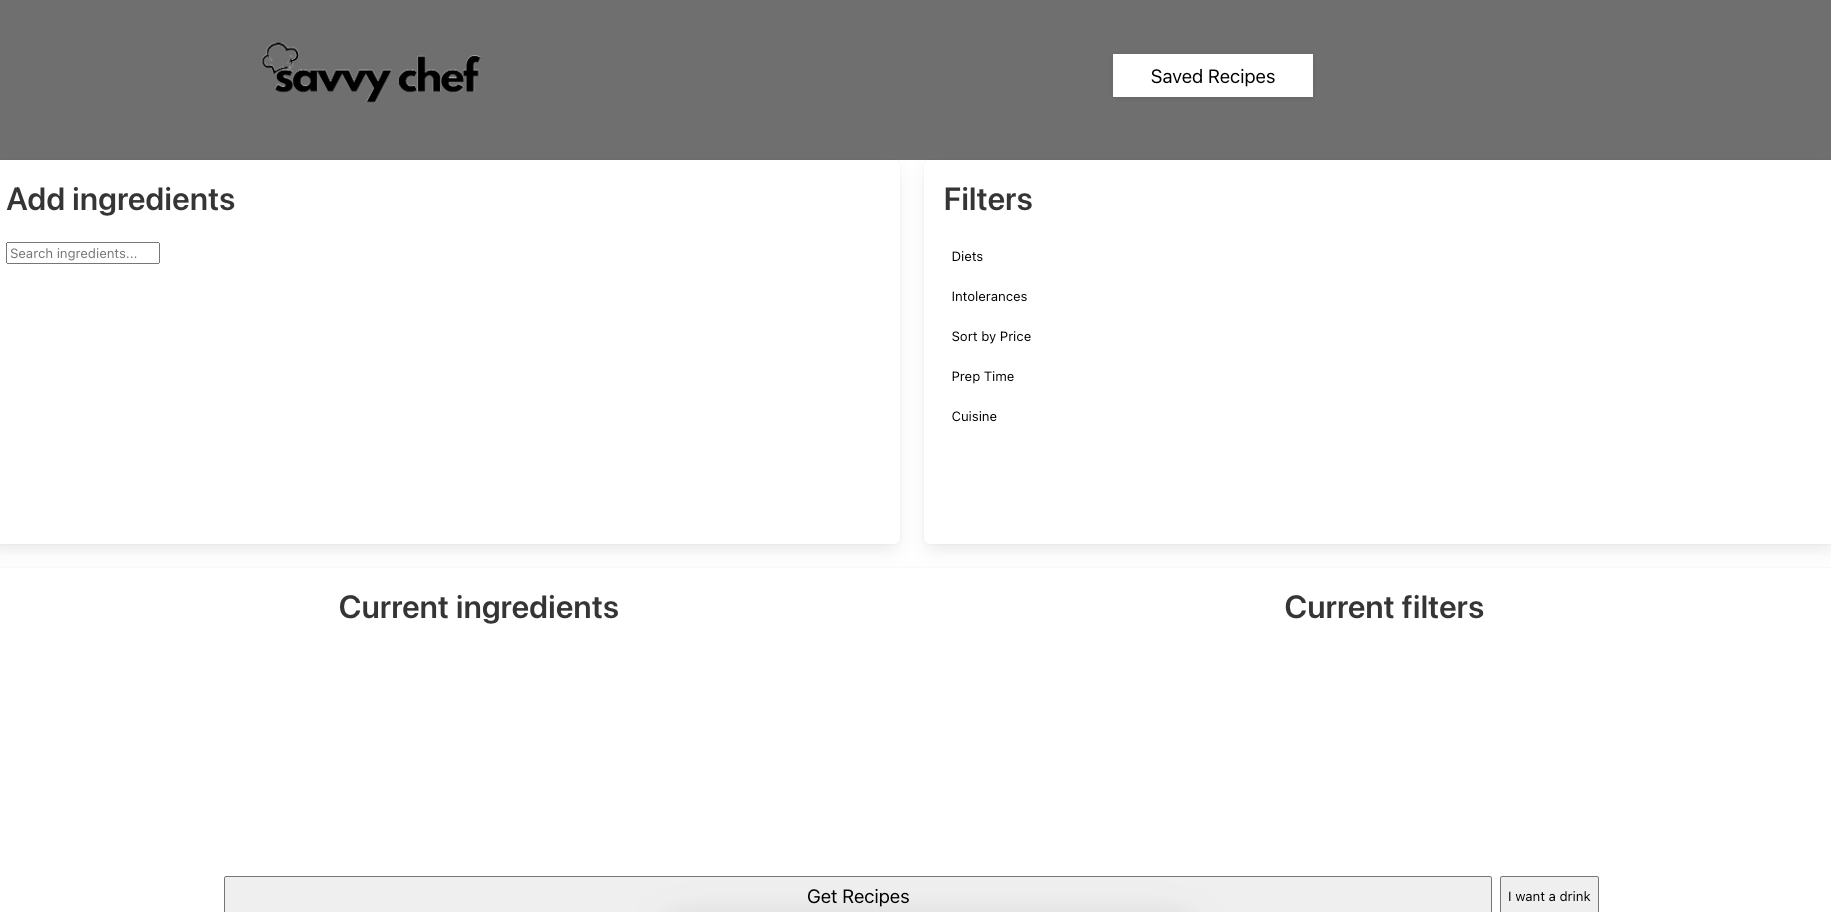 savvy chef
Saved Recipes
Add ingredients
Search ingredients...
Filters
Diets
Intolerances
Sort by Price
Prep Time
Cuisine
Current ingredients
Current filters
Get Recipes
I want a drink